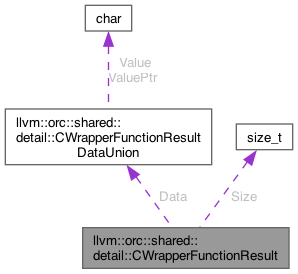 char
Value
ValuePtr
llvm::orc::shared::
detail::CWrapperFunctionResult
DataUnion
size_t
Data
Size
llvm::orc::shared::
detail::CWrapperFunctionResult